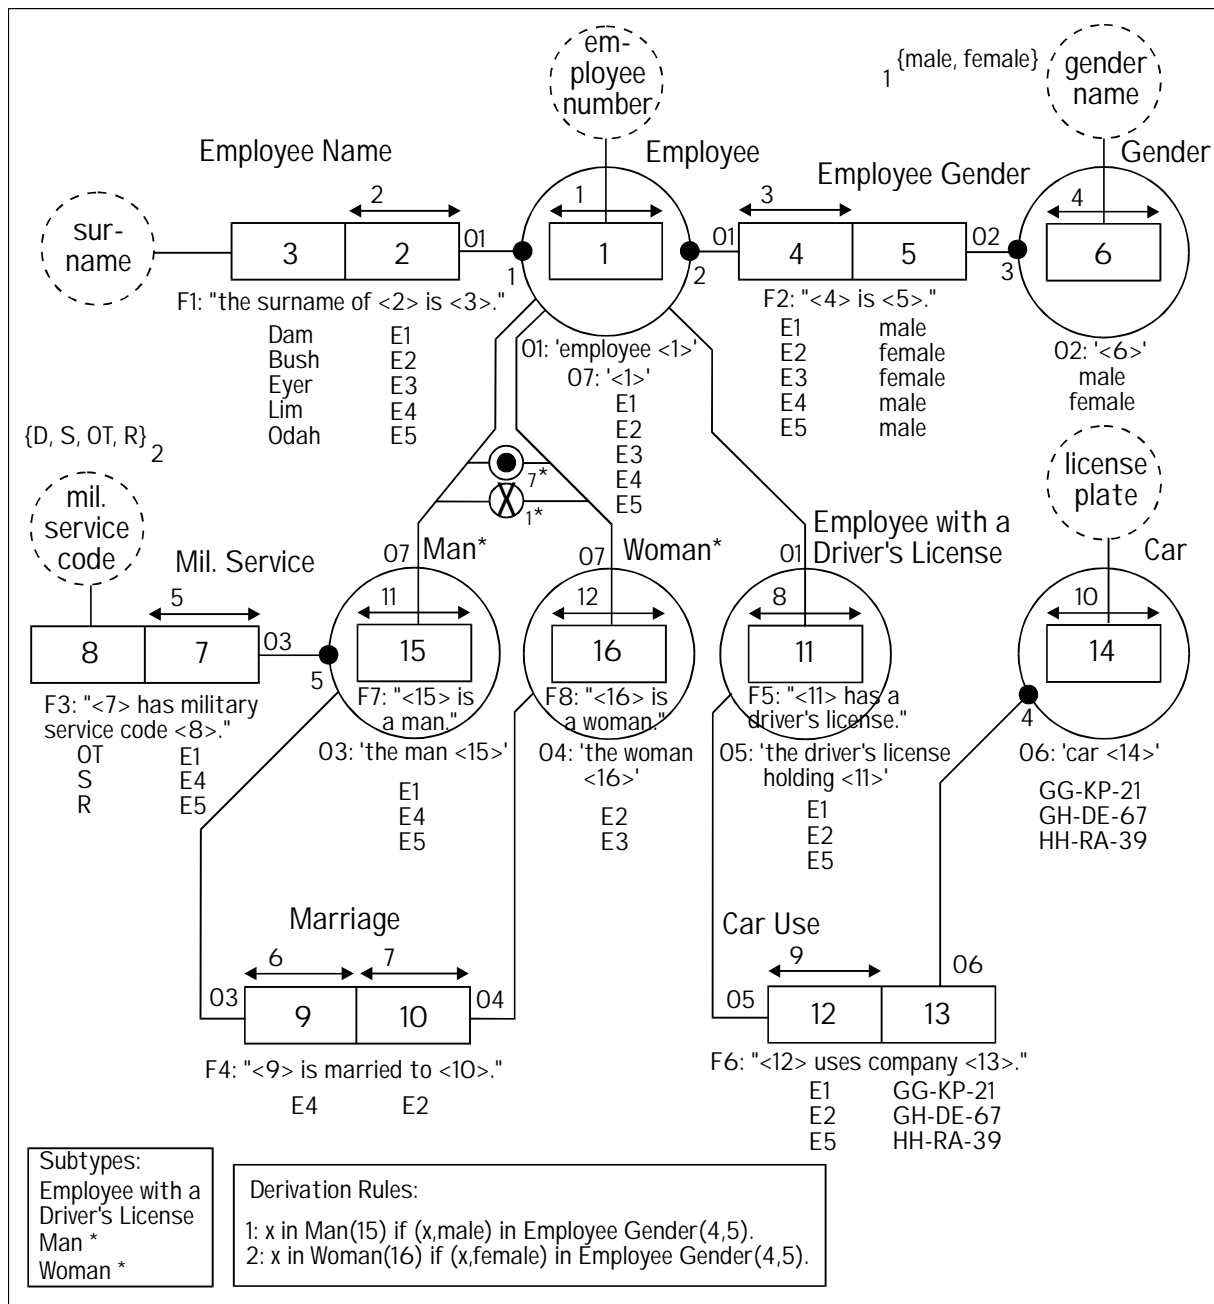 em-
ployee
number
1 {male, female}
gender
name
Employee Name
Employee
Employee Gender
Gender
sur-
name
2
1
3
4
3 2 O1
1
1
2
O1 4 5 O2
3
6
F1: "the surname of <2> is <3>."
Dam E1
Bush E2
Eyer E3
Lim E4
Odah E5
O1: 'employee <1>'
O7: '<1>'
E1
E2
E3
E4
E5
F2: "<4> is <5>."
E1 male
E2 female
E3 female
E4 male
E5 male
O2: '<6>'
male
female
{D, S, OT, R} 2
7*
1*
mil.
service
code
license
plate
Mil. Service
O7 Man*
O7 Woman*
Employee with a
Driver's License
O1
Car
5
11
12
8
10
8 7 O3
5
15
16
11
14
4
F3: "<7> has military
service code <8>."
OT E1
S E4
R E5
F7: "<15> is
a man."
O3: 'the man <15>'
E1
E4
E5
F8: "<16> is
a woman."
O4: 'the woman
<16>'
E2
E3
F5: "<11> has a
driver's license."
O5: 'the driver's license
holding <11>'
E1
E2
E5
O6: 'car <14>'
GG-KP-21
GH-DE-67
HH-RA-39
Marriage
6 7
O3 9 10 O4
F4: "<9> is married to <10>."
E4 E2
Car Use
9 O6
O5 12 13
F6: "<12> uses company <13>."
E1 GG-KP-21
E2 GH-DE-67
E5 HH-RA-39
Subtypes:
Employee with a
Driver's License
Man *
Woman *
Derivation Rules:
1: x in Man(15) if (x,male) in Employee Gender(4,5).
2: x in Woman(16) if (x,female) in Employee Gender(4,5).